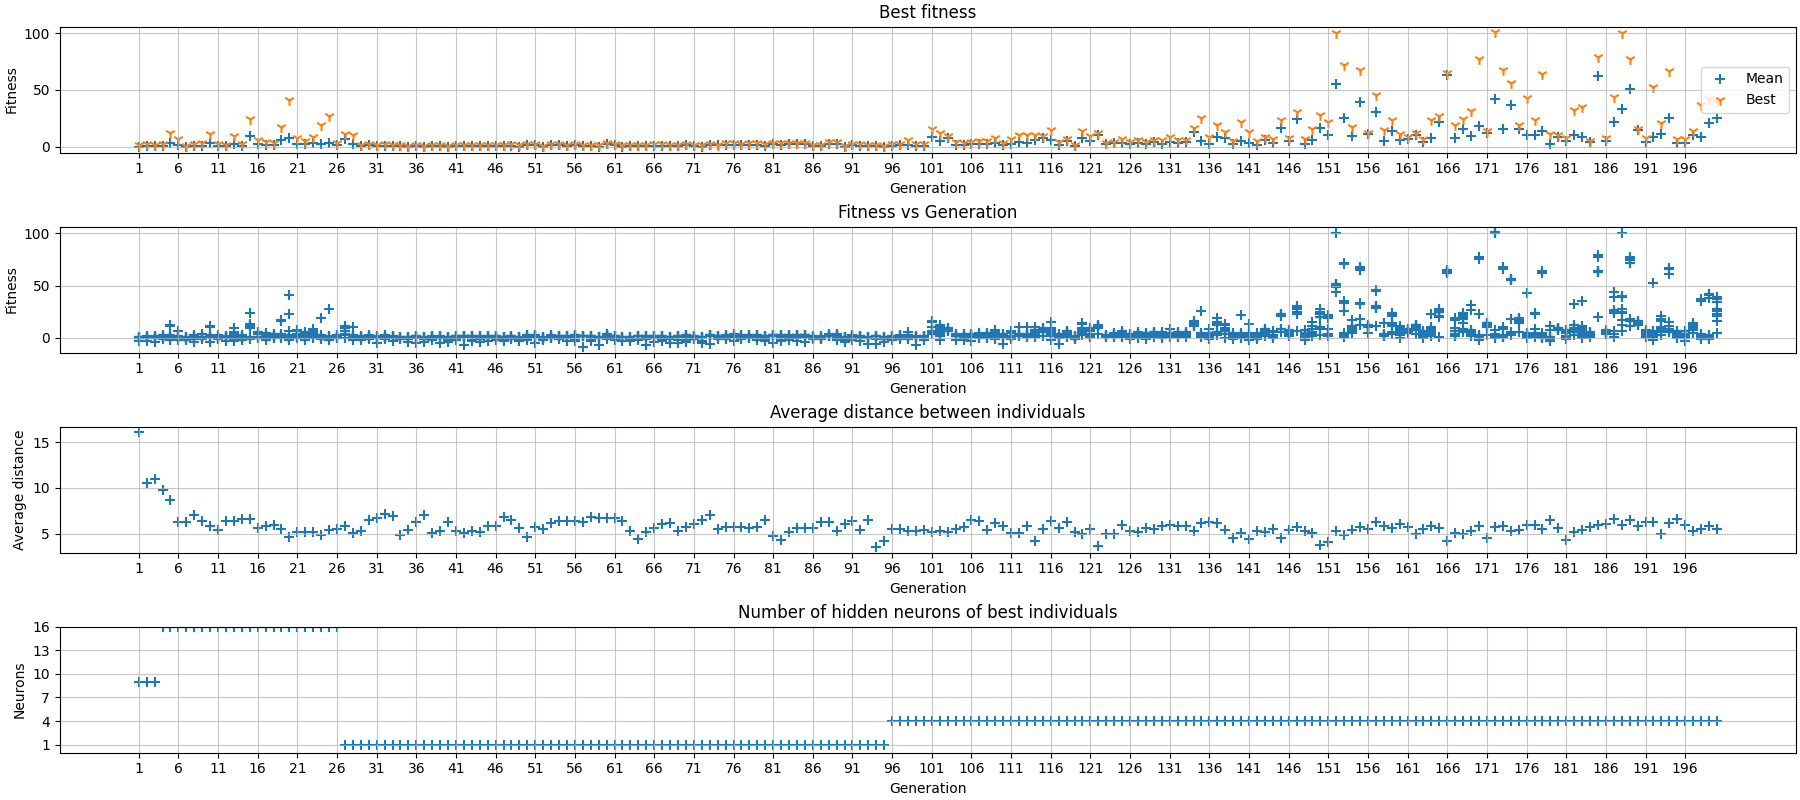 Best fitness
100
50
0
Fitness
Mean
Best
1 6 11 16 21 26 31 36 41 46 51 56 61 66 71 76 81 86 91 96 101 106 111 116 121 126 131 136 141 146 151 156 161 166 171 176 181 186 191 196
Generation
Fitness vs Generation
100
50
0
Fitness
1 6 11 16 21 26 31 36 41 46 51 56 61 66 71 76 81 86 91 96 101 106 111 116 121 126 131 136 141 146 151 156 161 166 171 176 181 186 191 196
Generation
Average distance between individuals
15
10
5
Average distance
1 6 11 16 21 26 31 36 41 46 51 56 61 66 71 76 81 86 91 96 101 106 111 116 121 126 131 136 141 146 151 156 161 166 171 176 181 186 191 196
Generation
Number of hidden neurons of best individuals
16
13
10
7
4
1
Neurons
1 6 11 16 21 26 31 36 41 46 51 56 61 66 71 76 81 86 91 96 101 106 111 116 121 126 131 136 141 146 151 156 161 166 171 176 181 186 191 196
Generation